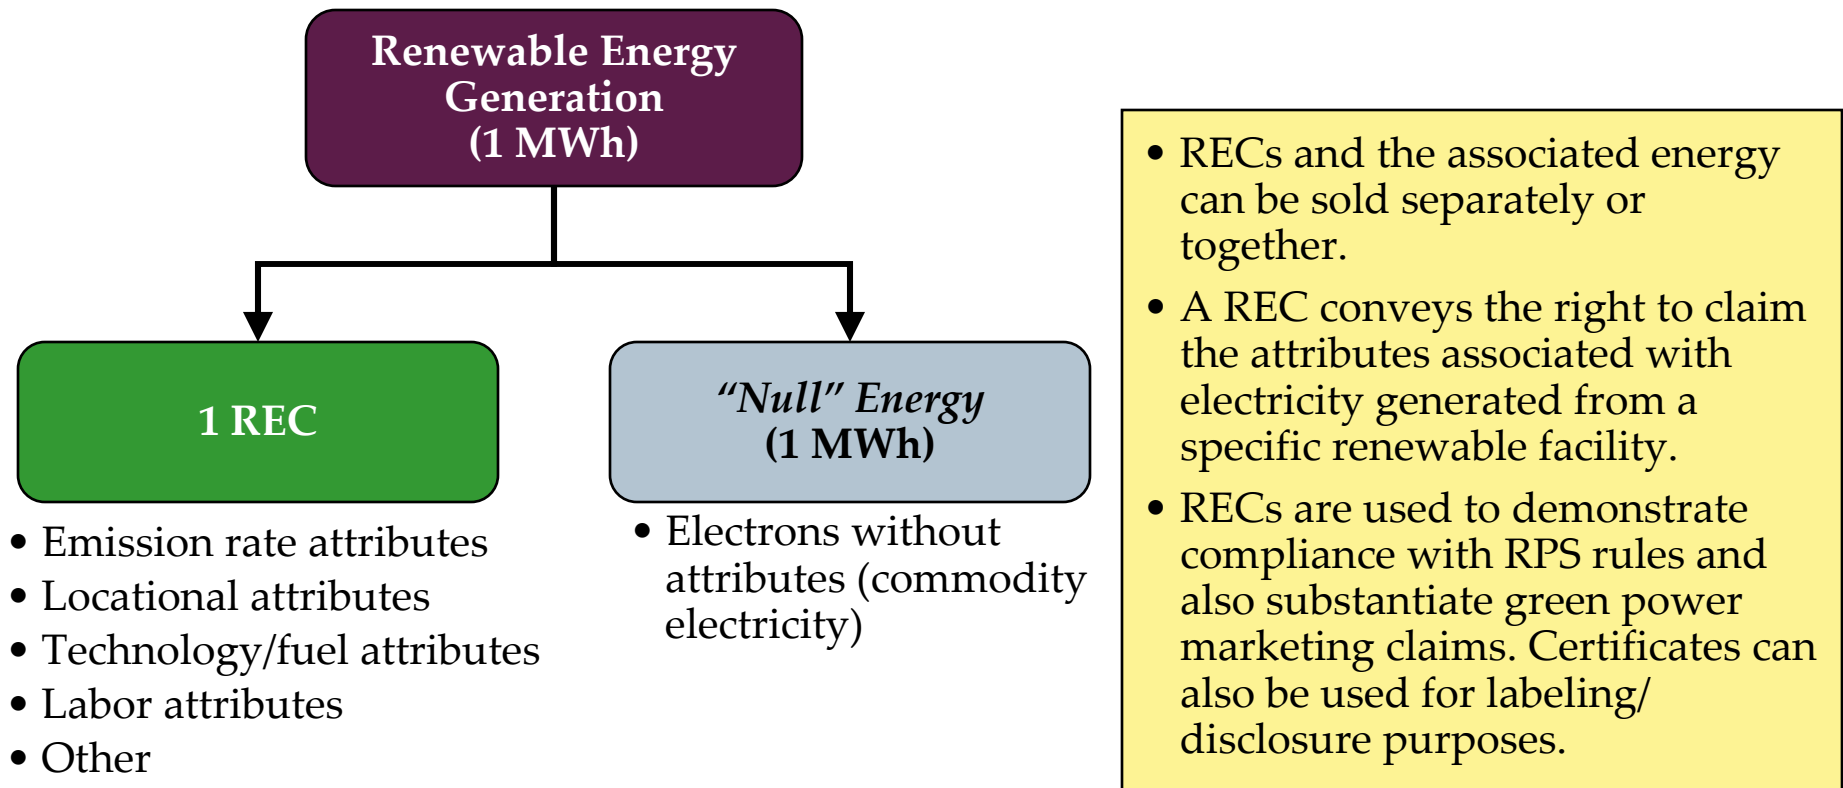 Renewable Energy
Generation
(1 MWh)
1 REC
“Null” Energy
(1 MWh)
• Emission rate attributes
• Locational attributes
• Technology/fuel attributes
• Labor attributes
• Other
• Electrons without
attributes (commodity
electricity)
• RECs and the associated energy
can be sold separately or
together.
• A REC conveys the right to claim
the attributes associated with
electricity generated from a
specific renewable facility.
• RECs are used to demonstrate
compliance with RPS rules and
also substantiate green power
marketing claims. Certificates can
also be used for labeling/
disclosure purposes.